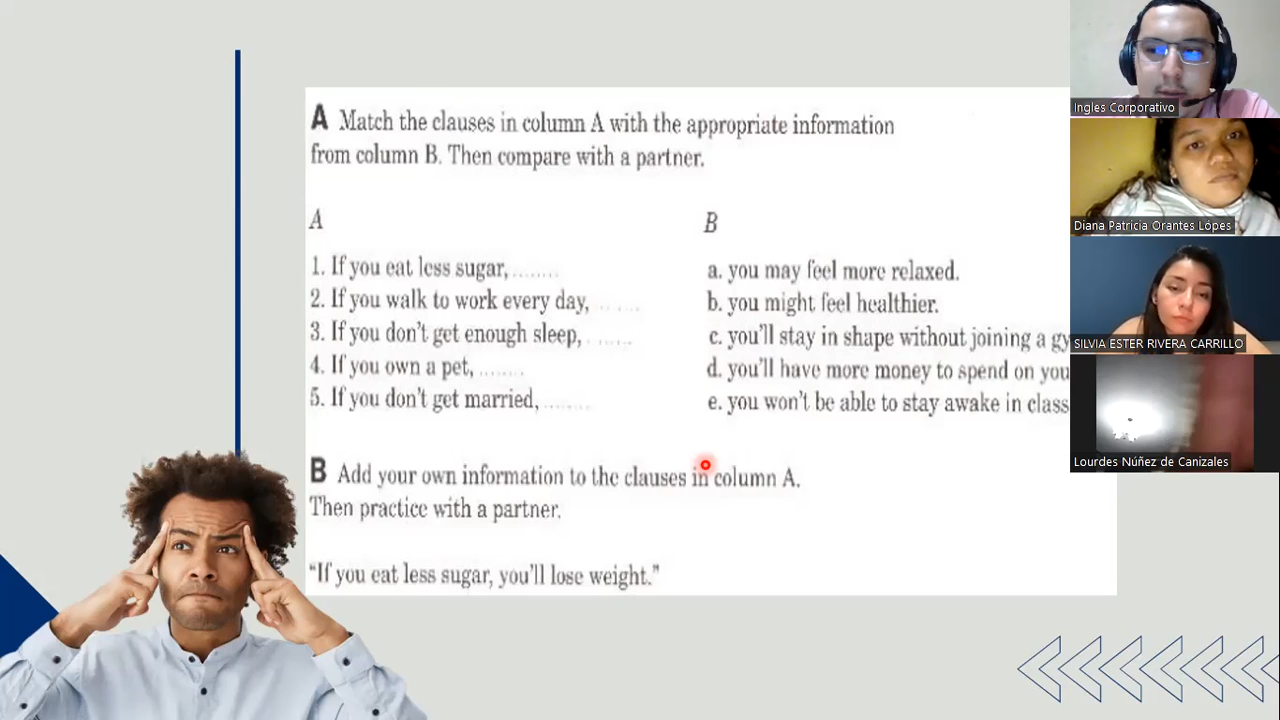 A Match the clauses in column A with the appropriate information
from column B. Then compare with a partner.
A
1. If you eat less sugar, ........
2. If you walk to work every day, ........
3. If you don't get enough sleep, ........
4. If you own a pet, ........
5. If you don't get married, ........
B
a. you may feel more relaxed.
b. you might feel healthier.
c. you'll stay in shape without joining a gy
d. you'll have more money to spend on you
e. you won't be able to stay awake in class
B Add your own information to the clauses in column A.
Then practice with a partner.
"If you eat less sugar, you'll lose weight."
Ingles Corporativo
Diana Patricia Orantes Lópes
SILVIA ESTER RIVERA CARRILLO
Lourdes Núñez de Canizales